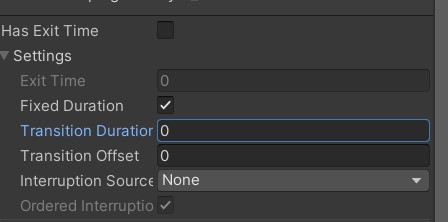 Has Exit Time
Settings
Exit Time 0
Fixed Duration
Transition Duration 0
Transition Offset 0
Interruption Source None
Ordered Interruptio